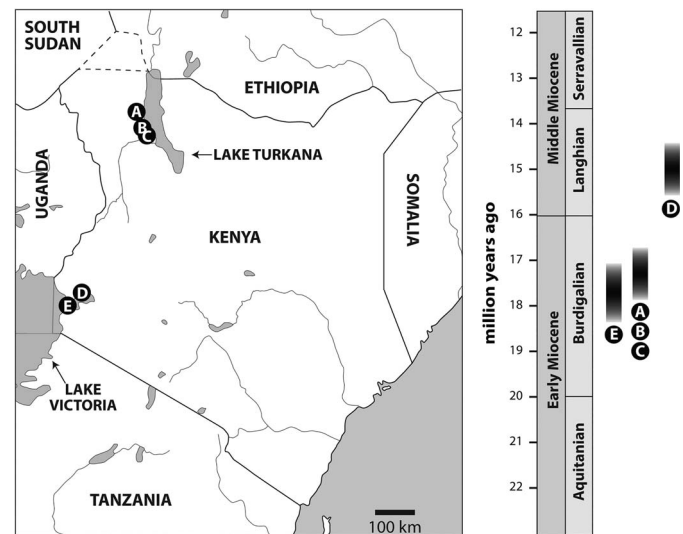 SOUTH
SUDAN
ETHIOPIA
A
B
C
LAKE TURKANA
UGANDA
SOMALIA
KENYA
D
E
LAKE
VICTORIA
TANZANIA
100 km
million years ago
12
13
14
15
16
17
18
19
20
21
22
Middle Miocene
Early Miocene
Serravallian
Langhian
Burdigalian
Aquitanian
D
E
A
B
C